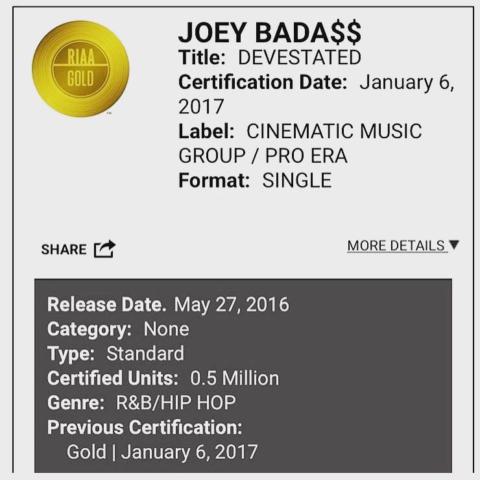 RIAA
GOLD
™
JOEY BADA$$
Title: DEVESTATED
Certification Date: January 6,
2017
Label: CINEMATIC MUSIC
GROUP / PRO ERA
Format: SINGLE
SHARE
MORE DETAILS ▼
Release Date. May 27, 2016
Category: None
Type: Standard
Certified Units: 0.5 Million
Genre: R&B/HIP HOP
Previous Certification:
Gold | January 6, 2017